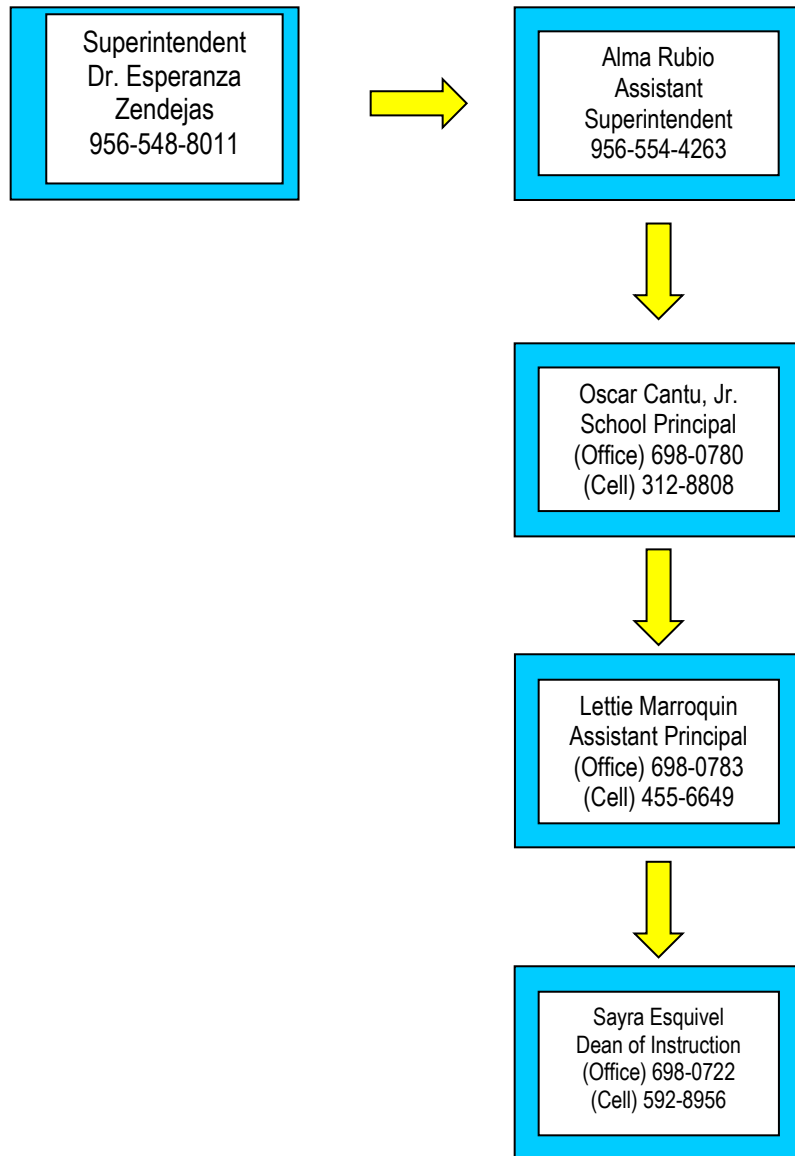 Superintendent
Dr. Esperanza
Zendejas
956-548-8011
Alma Rubio
Assistant
Superintendent
956-554-4263
Oscar Cantu, Jr.
School Principal
(Office) 698-0780
(Cell) 312-8808
Lettie Marroquin
Assistant Principal
(Office) 698-0783
(Cell) 455-6649
Sayra Esquivel
Dean of Instruction
(Office) 698-0722
(Cell) 592-8956